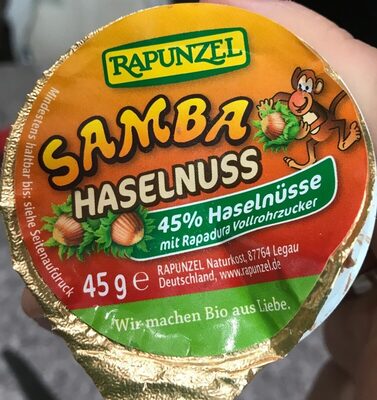 RAPUNZEL
SAMBA
HASELNUSS
45% Haselnüsse
mit Rapadura Vollrohrzucker
Mindestens haltbar bis: siehe Seitenaufdruck
45 g e
RAPUNZEL Naturkost, 87764 Legau
Deutschland, www.rapunzel.de
Wir machen Bio aus Liebe.